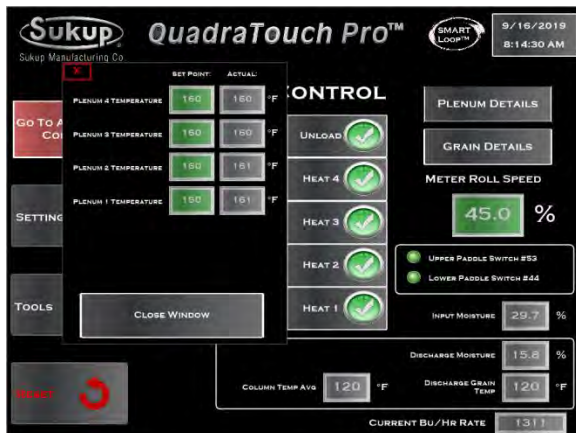 Sukup
Sukup Manufacturing Co
QuadraTouch Pro™
SMART
LOOP™
9/16/2019
8:14:30 AM
X
SET POINT:
ACTUAL:
PLENUM 4 TEMPERATURE
160
160
°F
PLENUM 3 TEMPERATURE
160
160
°F
PLENUM 2 TEMPERATURE
160
161
°F
PLENUM 1 TEMPERATURE
160
161
°F
CLOSE WINDOW
GO TO A
CO
SETTING
TOOLS
RESET
ONTROL
UNLOAD
HEAT 4
HEAT 3
HEAT 2
HEAT 1
PLENUM DETAILS
GRAIN DETAILS
METER ROLL SPEED
45.0 %
UPPER PADDLE SWITCH #53
LOWER PADDLE SWITCH #44
INPUT MOISTURE 29.7 %
DISCHARGE MOISTURE 15.8 %
COLUMN TEMP AVG 120 °F
DISCHARGE GRAIN
TEMP
120 °F
CURRENT BU/HR RATE 1311